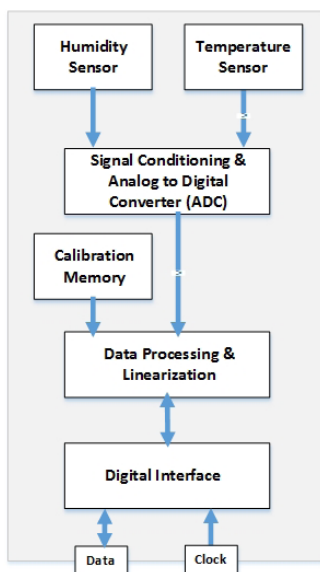 Humidity
Sensor
Temperature
Sensor
Signal Conditioning &
Analog to Digital
Converter (ADC)
Calibration
Memory
Data Processing &
Linearization
Digital Interface
Data
Clock